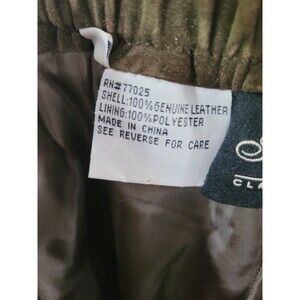 RN#77025
SHELL:100%GENUINE LEATHER
LINING:100%POLYESTER
MADE IN CHINA
SEE REVERSE FOR CARE